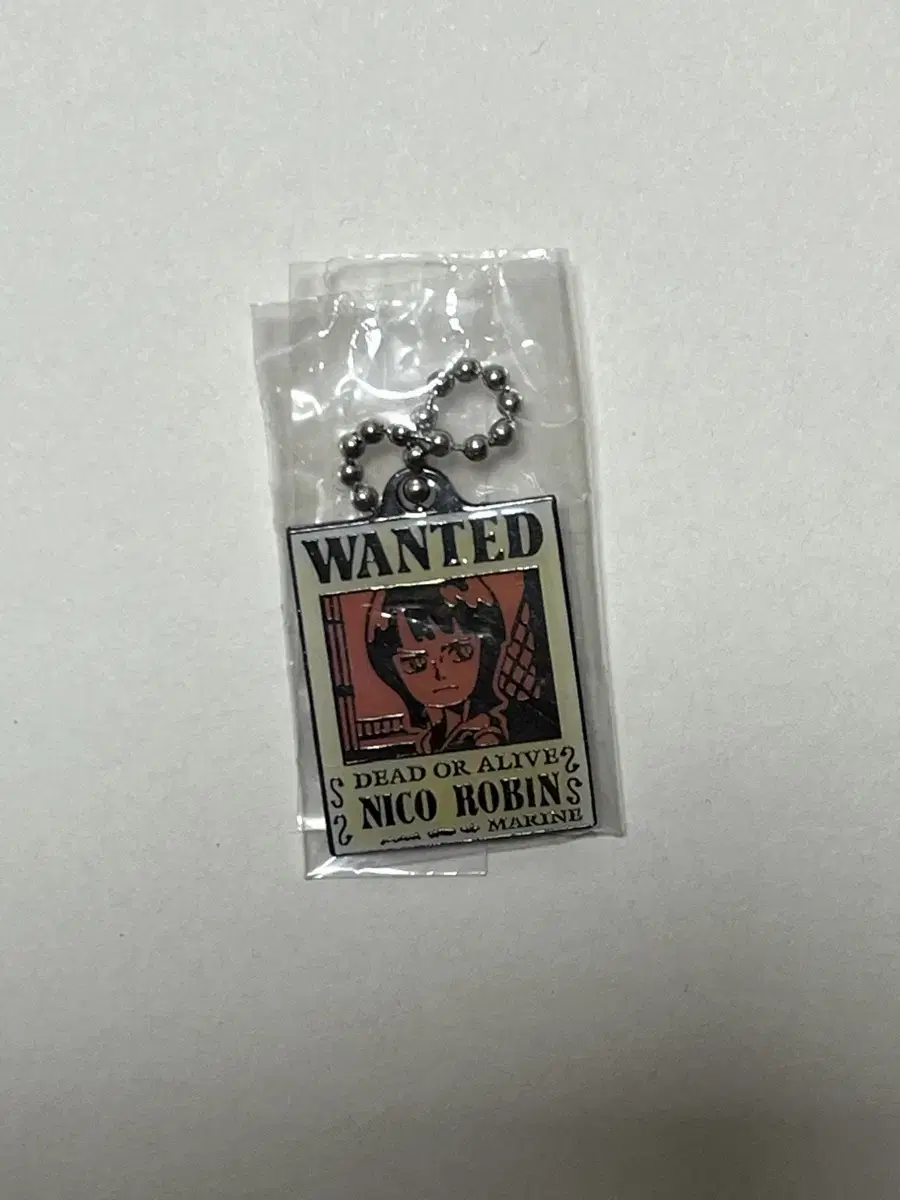 WANTED
DEAD OR ALIVE
NICO ROBIN
MARINE